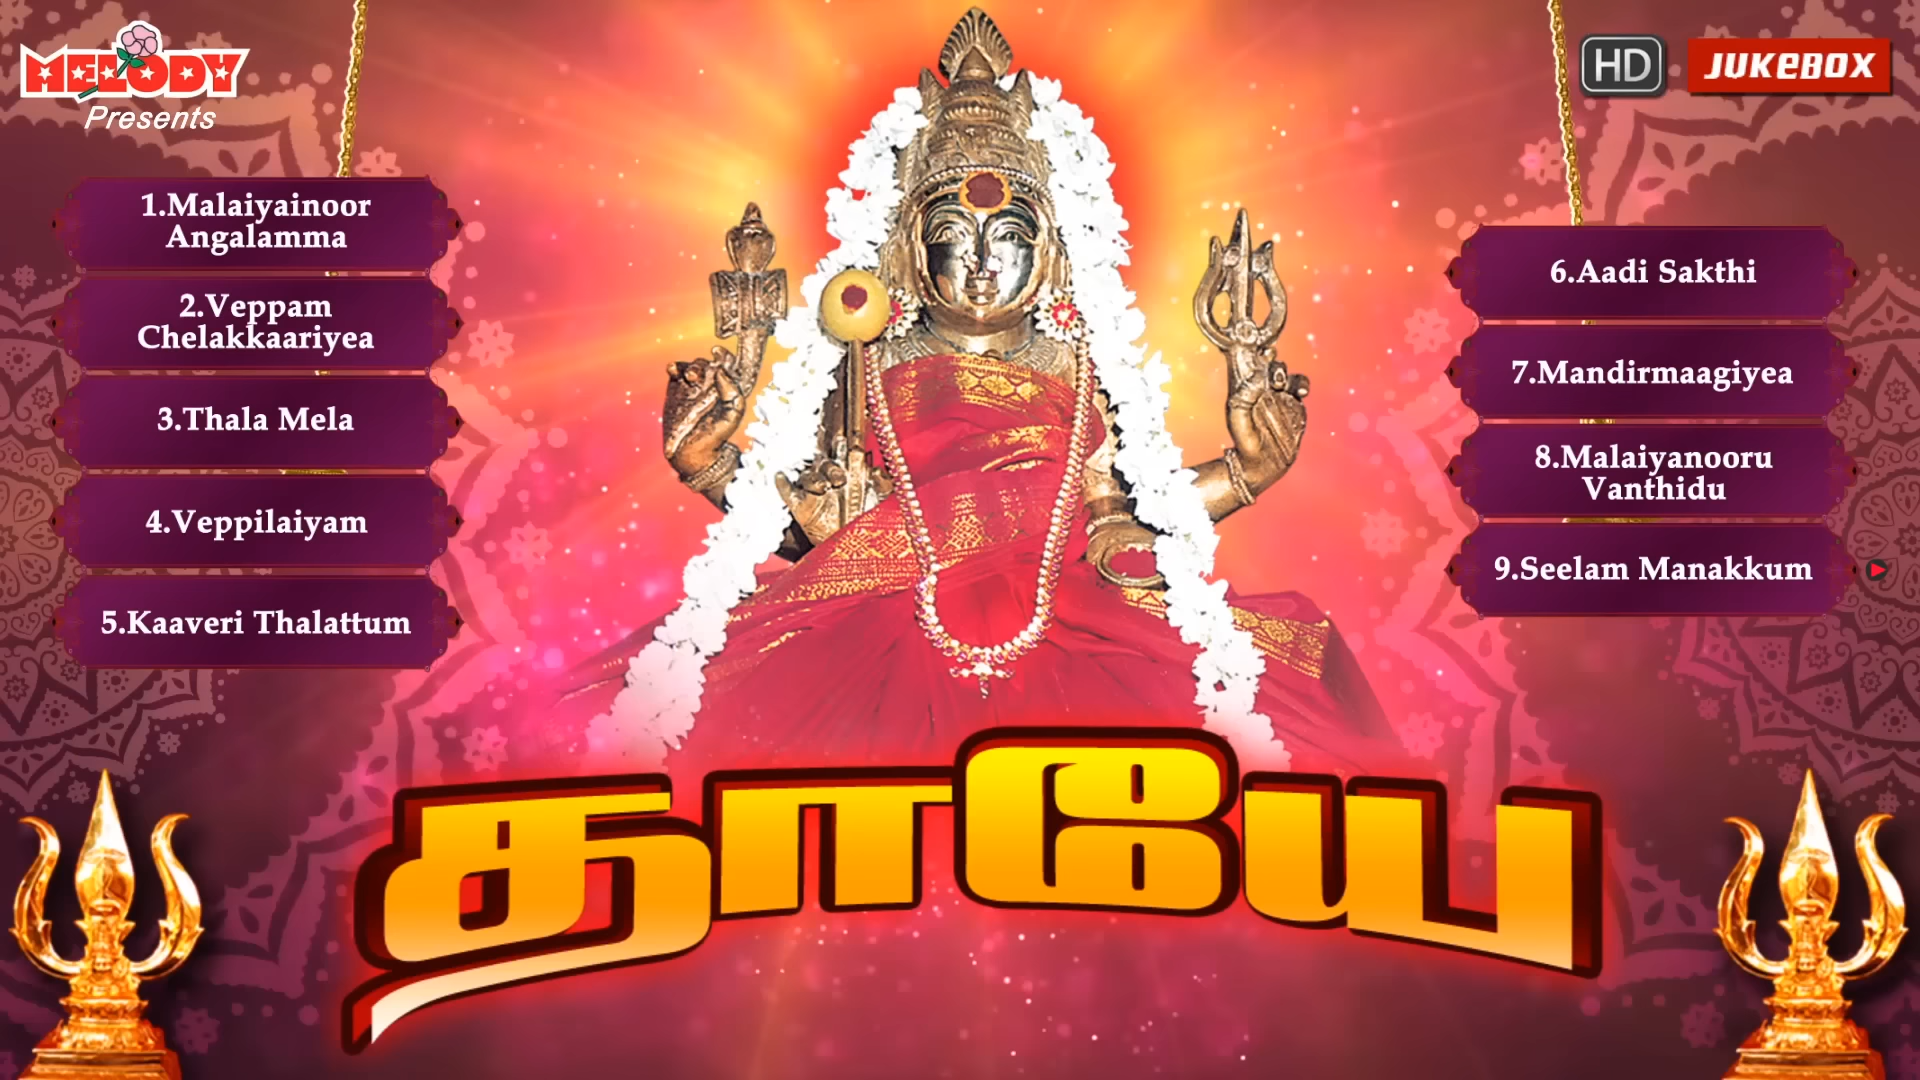 MELODY
Presents
HD
JUKEBOX
1.Malaiyainoor
Angalamma
2.Veppam
Chelakkaariyea
3.Thala Mela
4.Veppilaiyam
5.Kaaveri Thalattum
6.Aadi Sakthi
7.Mandirmaagiyea
8.Malaiyanooru
Vanthidu
9.Seelam Manakkum
தாயே